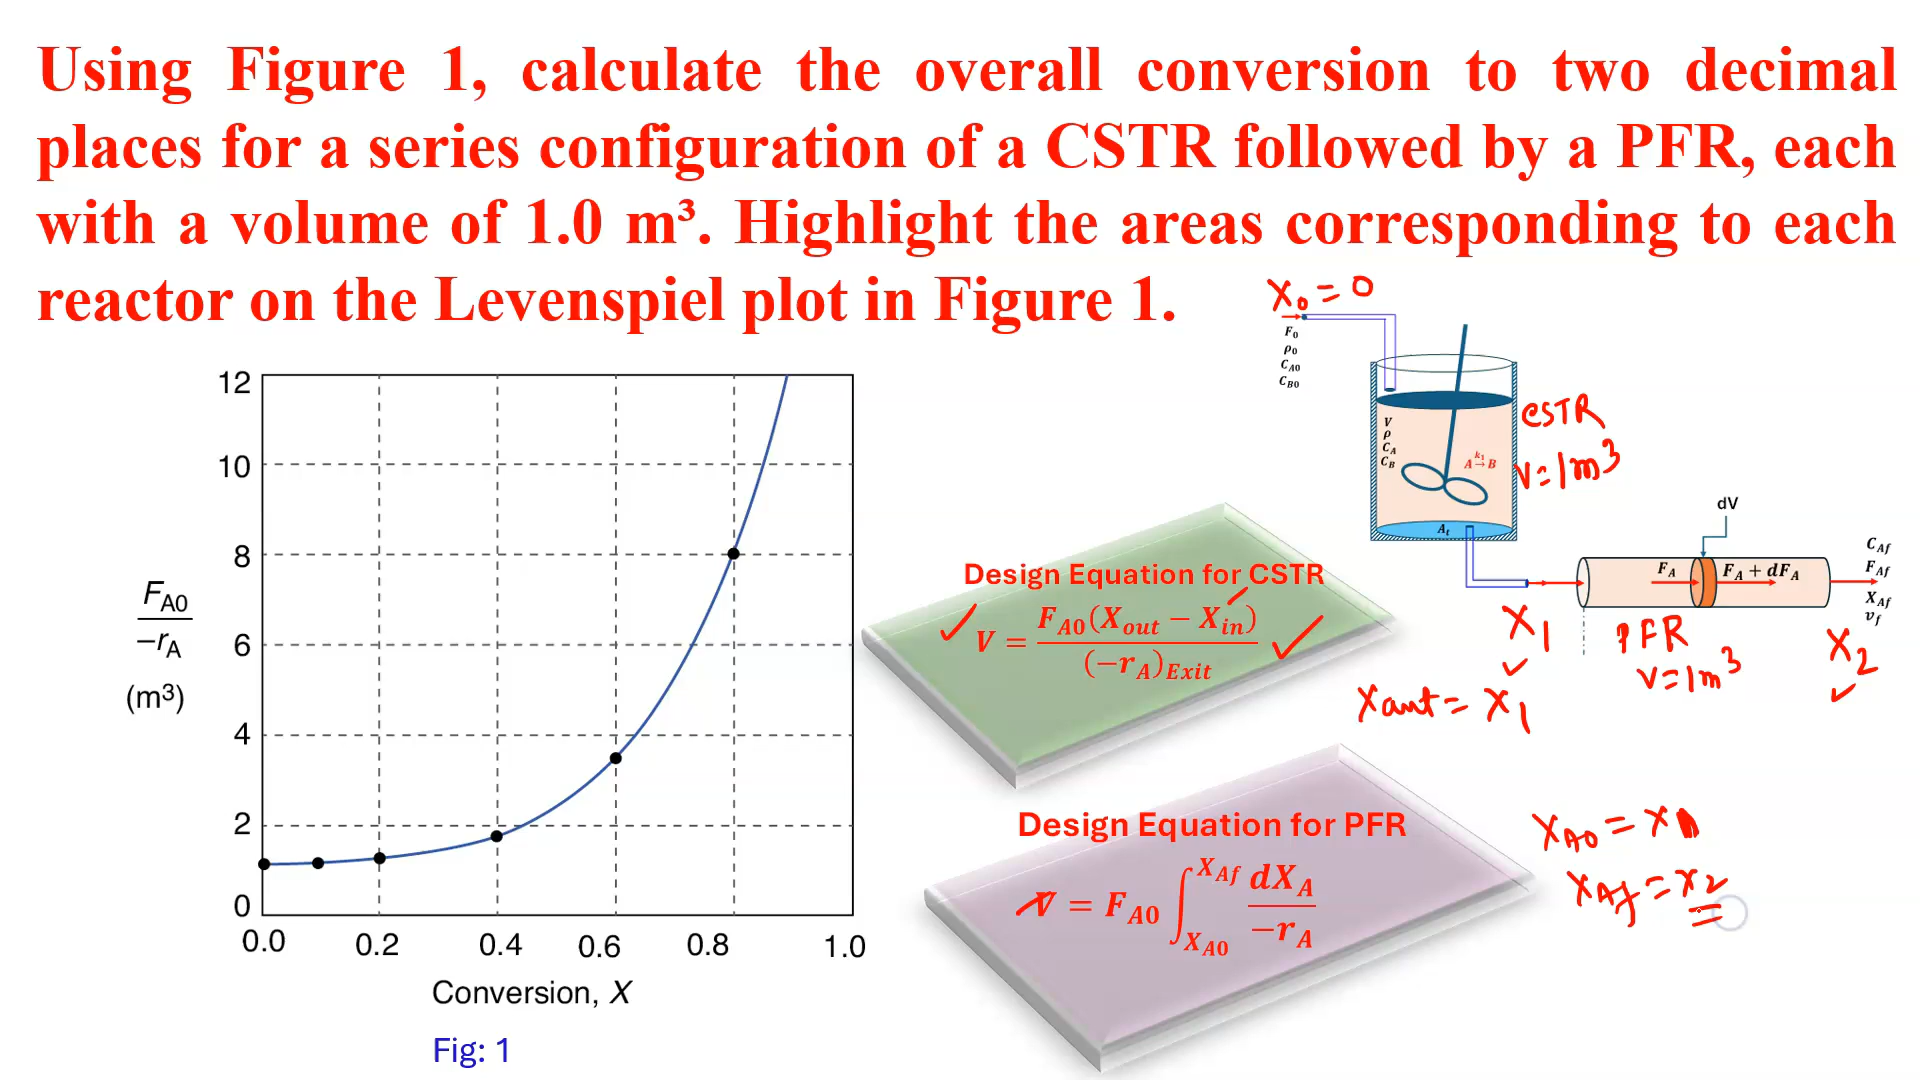 Using Figure 1, calculate the overall conversion to two decimal
places for a series configuration of a CSTR followed by a PFR, each
with a volume of 1.0 m³. Highlight the areas corresponding to each
reactor on the Levenspiel plot in Figure 1.
X₀ = 0
F₀
ρ₀
C_A0
C_B0
V
ρ
C_A
C_B
A →^{k₁} B
A_t
CSTR
V = 1m³
dV
F_A
F_A + dF_A
C_Af
F_Af
X_Af
v_f
X₁
PFR
V = 1m³
X₂
Xout = X₁
Design Equation for CSTR
V = F_A0(X_out − X_in) / (−r_A)_Exit
Design Equation for PFR
V = F_A0 ∫_{X_A0}^{X_Af} dX_A / −r_A
X_A0 = X₁
X_Af = X₂
F_A0
−r_A
(m³)
12
10
8
6
4
2
0
0.0 0.2 0.4 0.6 0.8 1.0
Conversion, X
Fig: 1